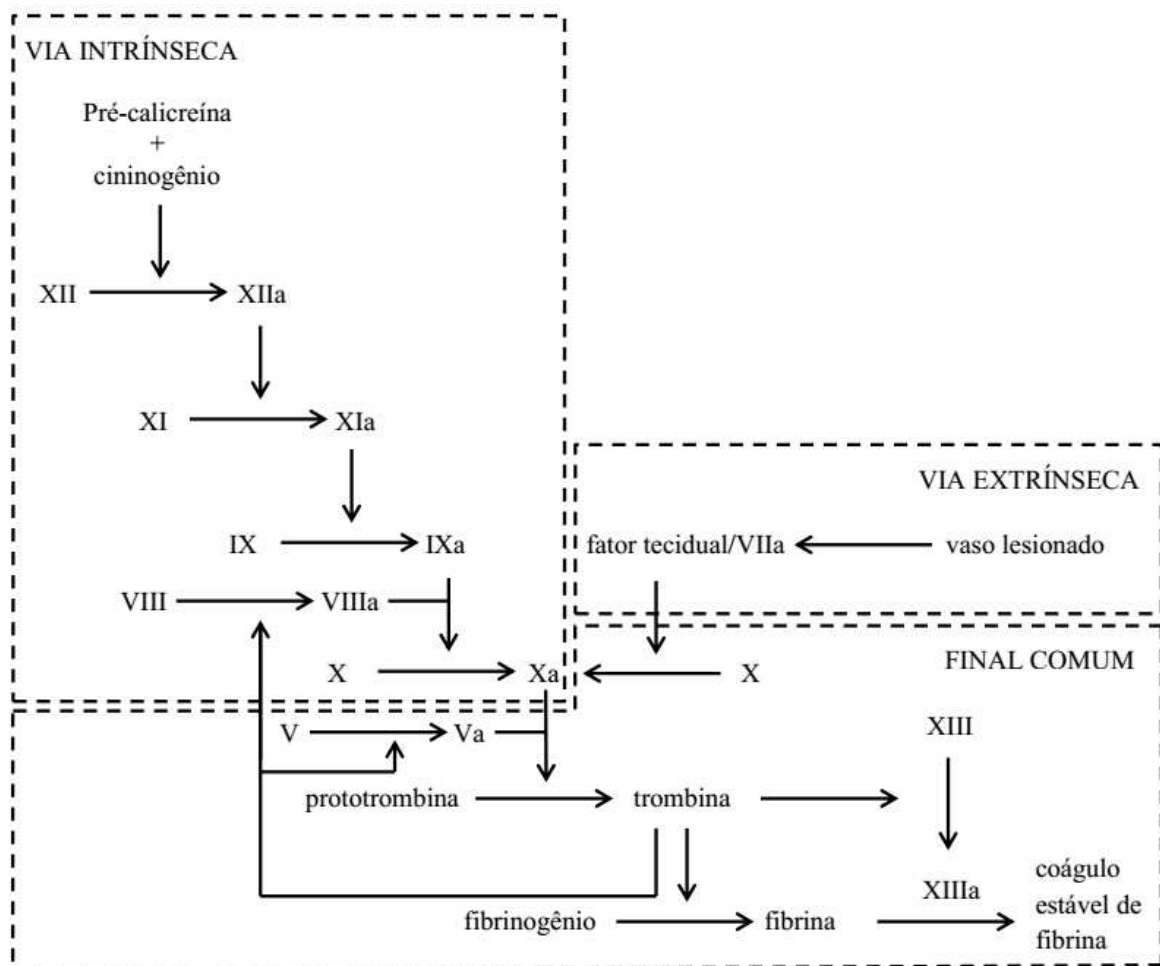 VIA INTRÍNSECA
Pré-calicreína
+
cininogênio
XII XIIa
XI XIa
VIA EXTRÍNSECA
IX IXa fator tecidual/VIIa vaso lesionado
VIII VIIIa
FINAL COMUM
X Xa X
V Va XIII
prototrombina trombina
XIIIa coágulo
estável de
fibrinogênio fibrina fibrina